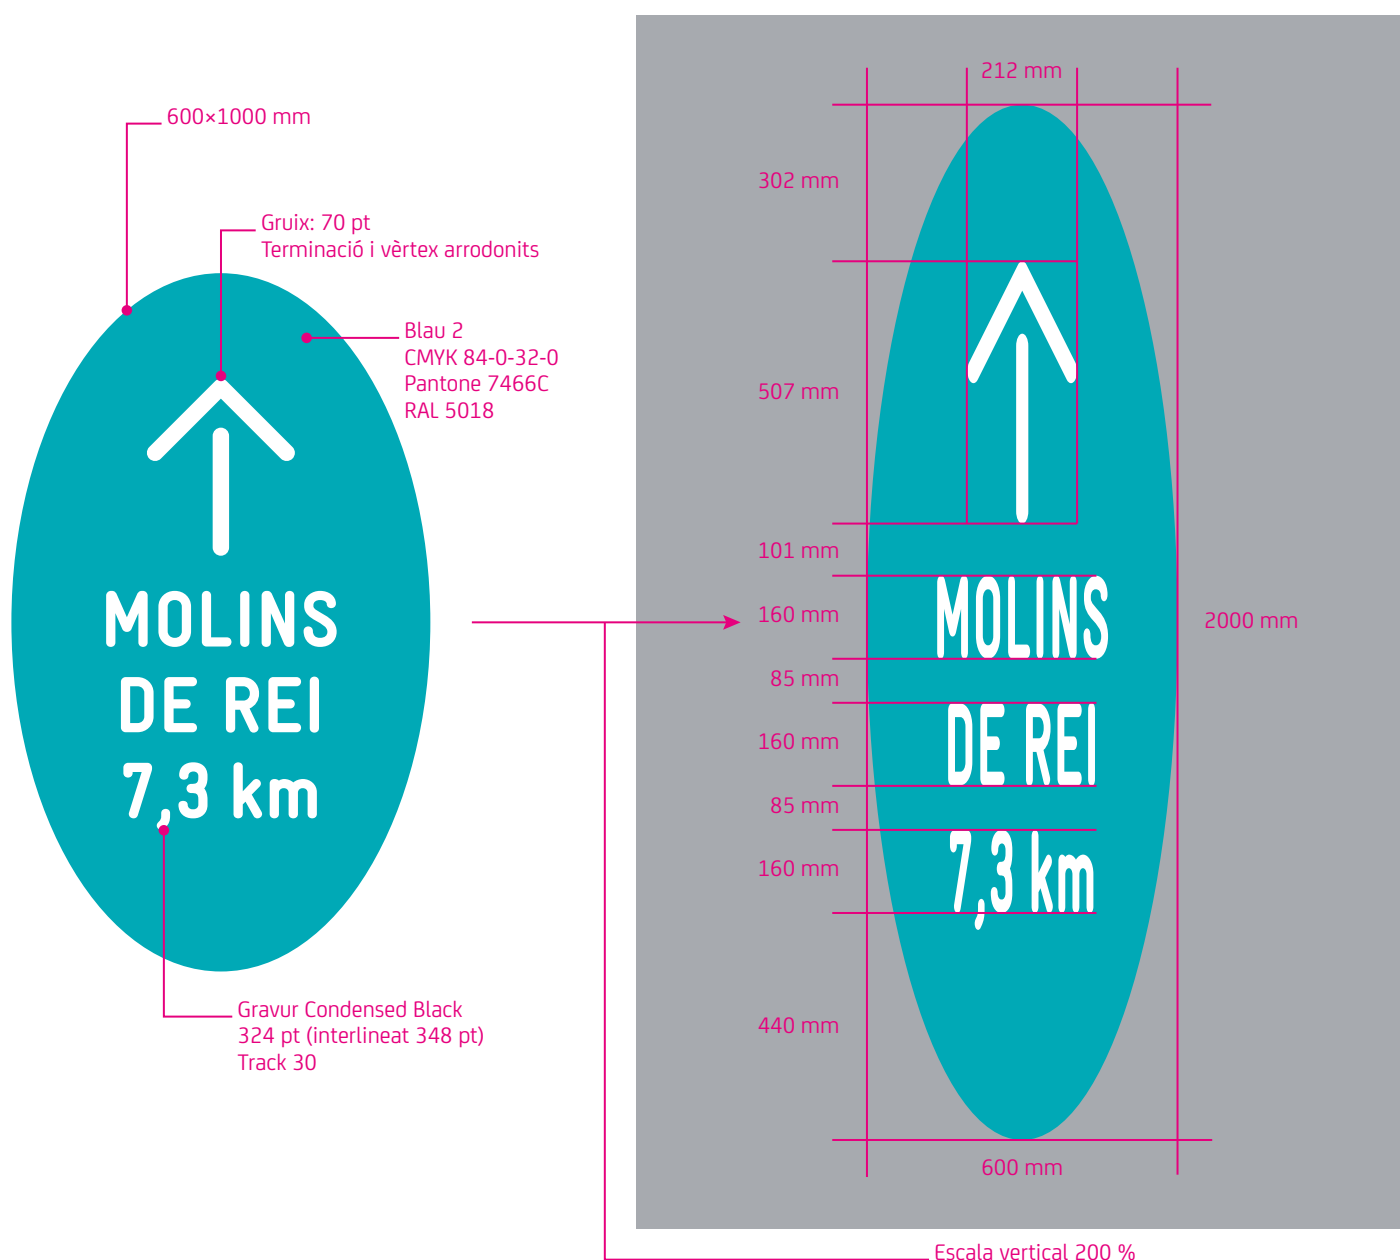 600×1000 mm
Gruix: 70 pt
Terminació i vèrtex arrodonits
Blau 2
CMYK 84-0-32-0
Pantone 7466C
RAL 5018
MOLINS
DE REI
7,3 km
Gravur Condensed Black
324 pt (interlineat 348 pt)
Track 30
212 mm
302 mm
507 mm
101 mm
160 mm
85 mm
160 mm
85 mm
160 mm
440 mm
MOLINS
DE REI
7,3 km
2000 mm
600 mm
Escala vertical 200 %